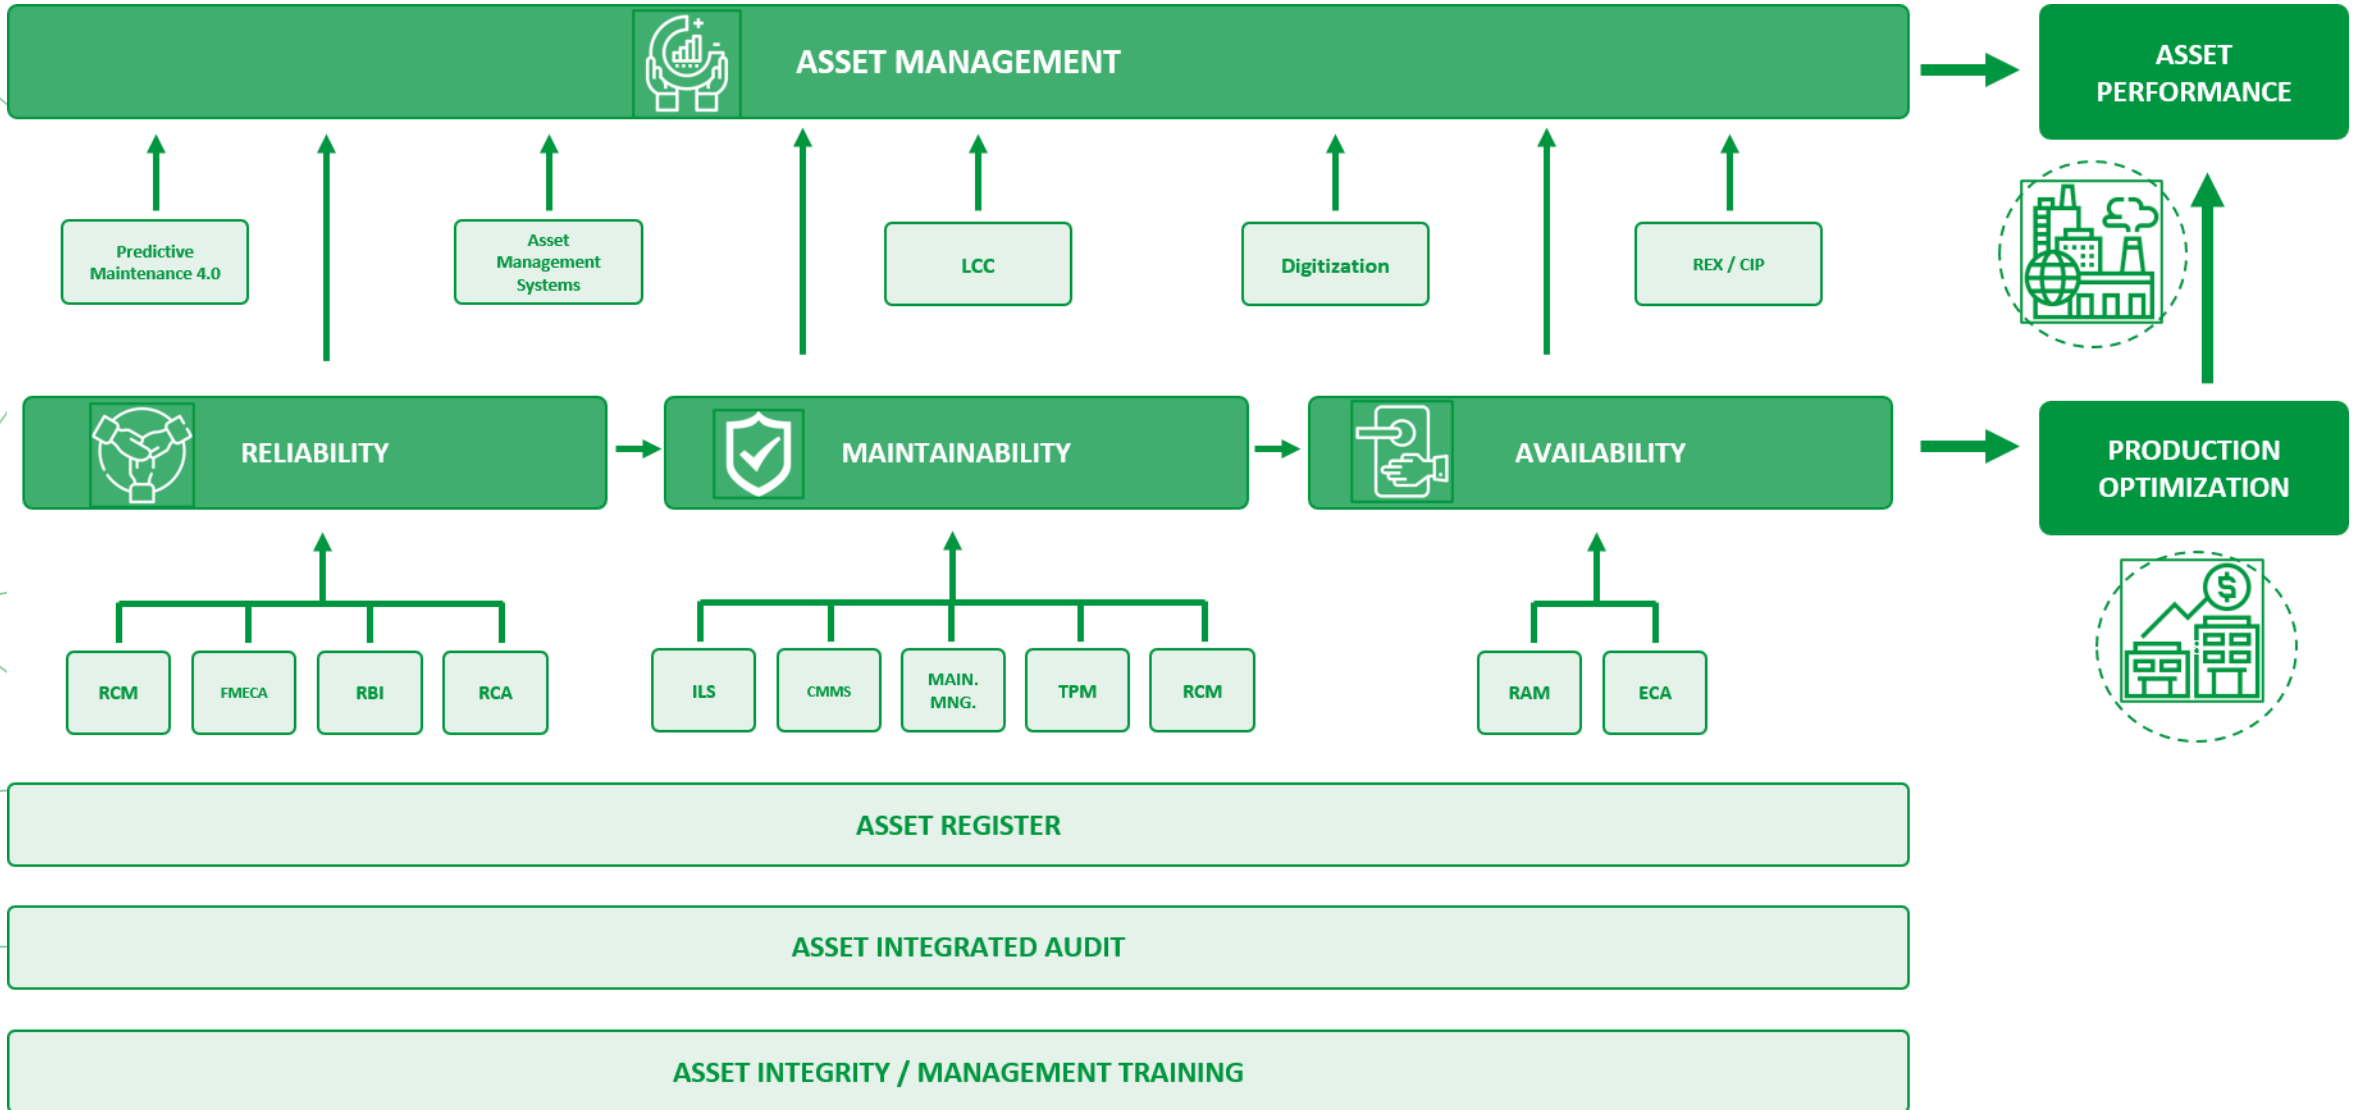 ASSET MANAGEMENT
ASSET
PERFORMANCE
Predictive
Maintenance 4.0
Asset
Management
Systems
LCC
Digitization
REX / CIP
RELIABILITY
MAINTAINABILITY
AVAILABILITY
PRODUCTION
OPTIMIZATION
$
RCM
FMECA
RBI
RCA
ILS
CMMS
MAIN.
MNG.
TPM
RCM
RAM
ECA
ASSET REGISTER
ASSET INTEGRATED AUDIT
ASSET INTEGRITY / MANAGEMENT TRAINING